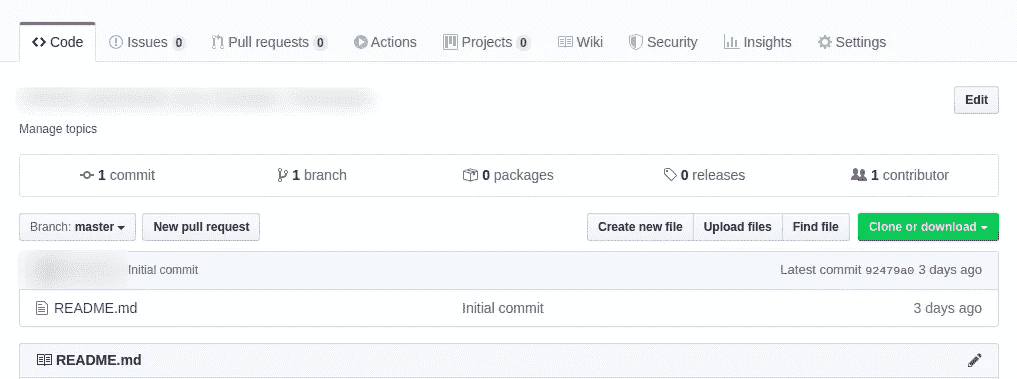 Code Issues 0 Pull requests 0 Actions Projects 0 Wiki Security Insights Settings
Edit
Manage topics
1 commit 1 branch 0 packages 0 releases 1 contributor
Branch: master New pull request Create new file Upload files Find file Clone or download
Initial commit Latest commit 92479a0 3 days ago
README.md Initial commit 3 days ago
README.md